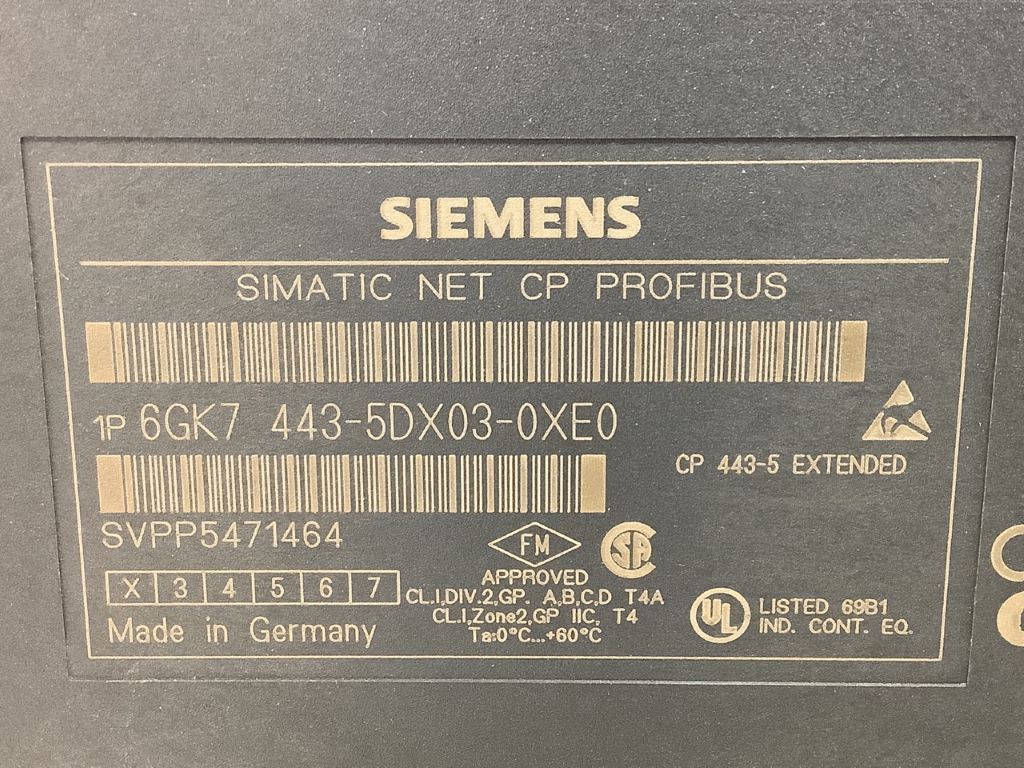 SIEMENS
SIMATIC NET CP PROFIBUS
1P 6GK7 443-5DX03-0XE0
CP 443-5 EXTENDED
SVPP5471464
FM
SA
APPROVED
CL.I,DIV.2,GP. A,B,C,D T4A
CL.I,Zone2,GP IIC, T4
Ta:0°C...+60°C
X 3 4 5 6 7
Made in Germany
UL
LISTED 69B1
IND. CONT. EQ.